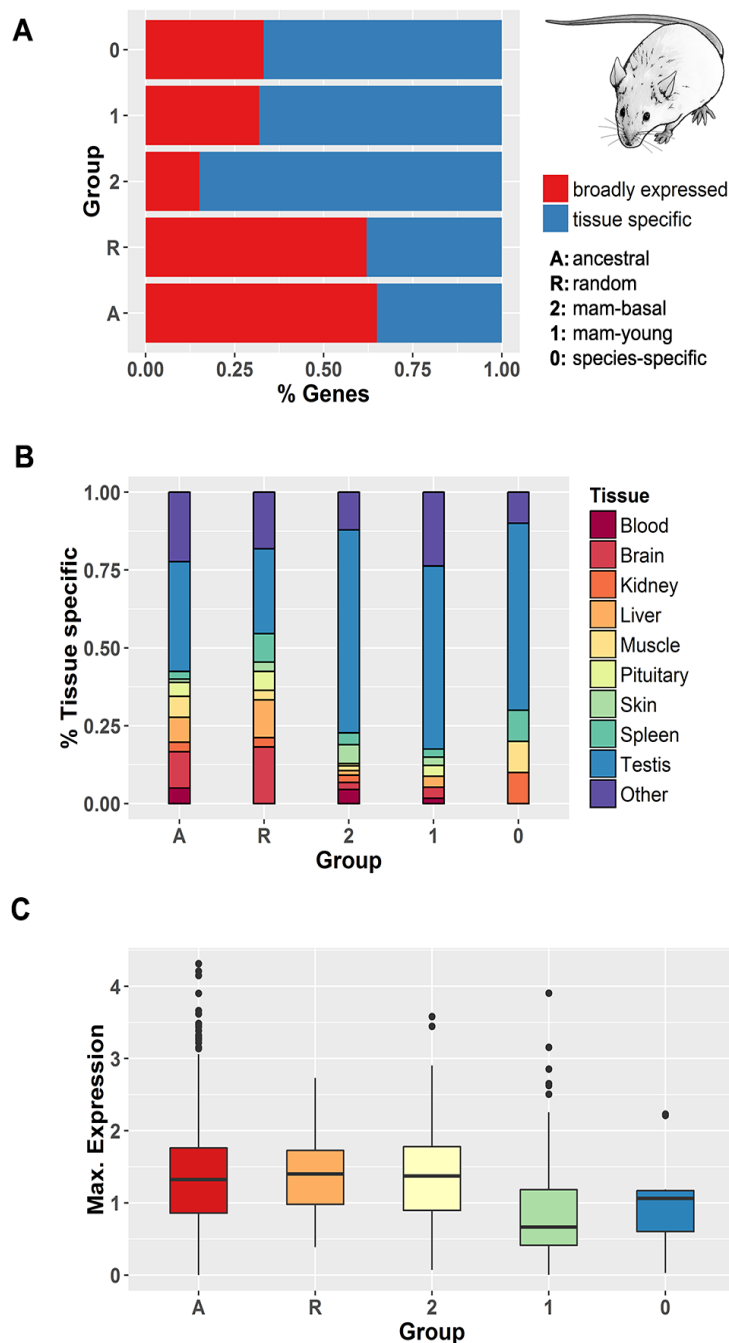 A
Group
0
1
2
R
A
0.00 0.25 0.50 0.75 1.00
% Genes
broadly expressed
tissue specific
A: ancestral
R: random
2: mam-basal
1: mam-young
0: species-specific
B
% Tissue specific
1.00
0.75
0.50
0.25
0.00
A R 2 1 0
Group
Tissue
Blood
Brain
Kidney
Liver
Muscle
Pituitary
Skin
Spleen
Testis
Other
C
Max. Expression
4
3
2
1
0
A R 2 1 0
Group